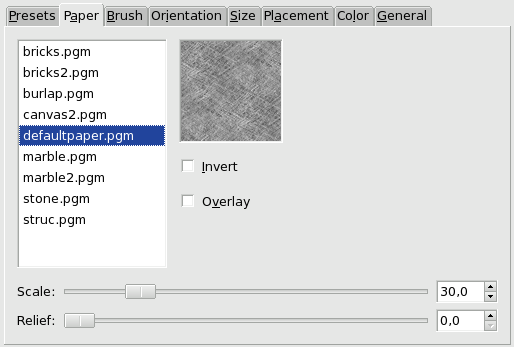 Presets Paper Brush Orientation Size Placement Color General
bricks.pgm
bricks2.pgm
burlap.pgm
canvas2.pgm
defaultpaper.pgm
marble.pgm
marble2.pgm
stone.pgm
struc.pgm
Invert
Overlay
Scale: 30,0
Relief: 0,0